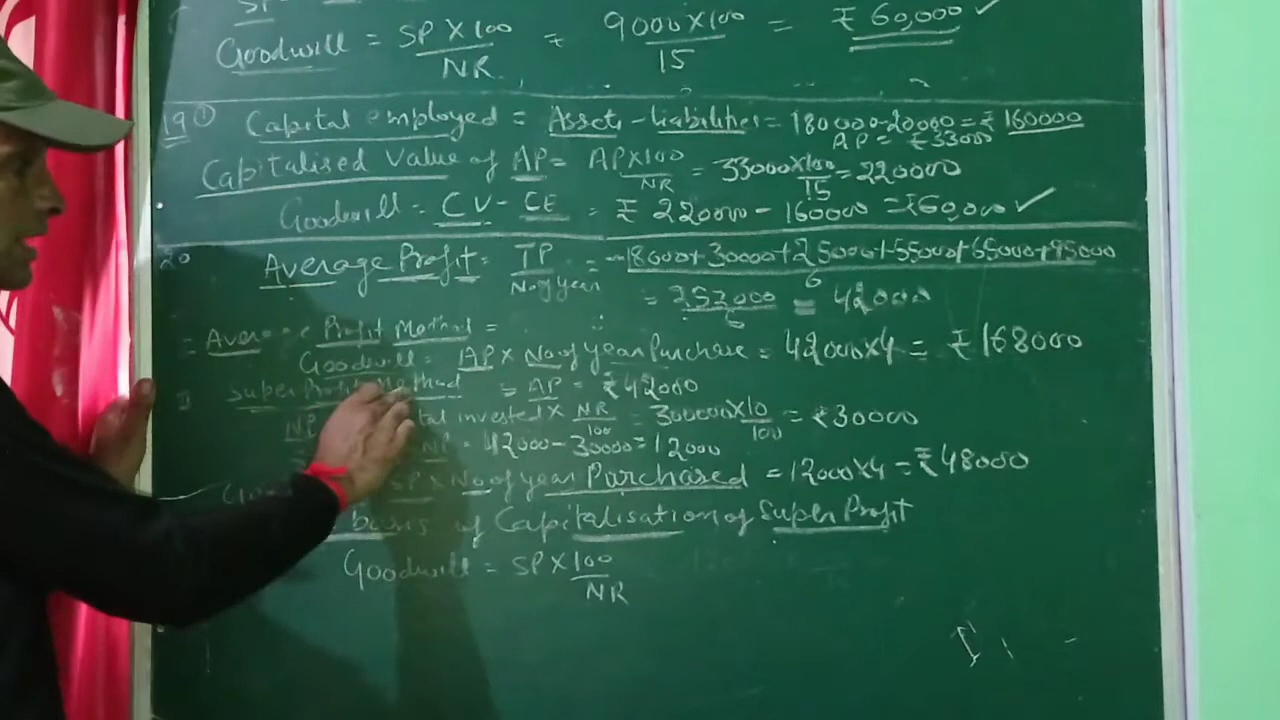 SP
Goodwill = SP X 100 / NR = 9000 X 100 / 15 = ₹ 60,000 ✓
19 ① Capital employed = Assets - Liabilities = 180000 - 20000 = ₹ 160000
AP = ₹33000
Capitalised Value of AP = AP X 100 / NR = 33000 X 100 / 15 = 220000
Goodwill = CV - CE = ₹ 220000 - 160000 = ₹60,000 ✓
20 Average Profit = TP / No of year = -18000 + 30000 + 25000 + 55000 + 65000 + 95000 / 6
= 252000 / 6 = 42000
= Average Profit Method =
Goodwill = AP X No of year Purchase = 42000 X 4 = ₹ 168000
II Super Profit Method = AP = ₹42000
NP tal invested X NR / 100 = 300000 X 10 / 100 = ₹30000
NP = 42000 - 30000 = 12000
SP X No of year Purchased = 12000 X 4 = ₹48000
basis of Capitalisation of Super Profit
Goodwill = SP X 100 / NR